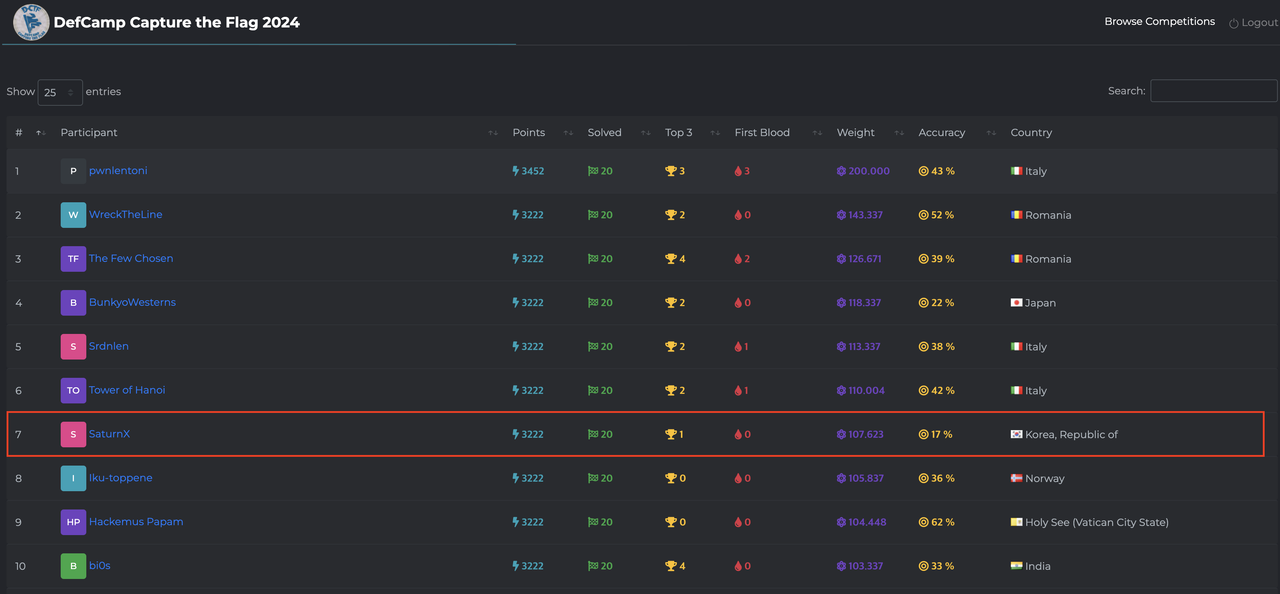 DefCamp Capture the Flag 2024 Browse Competitions Logout
Show 25 entries Search:
# Participant Points Solved Top 3 First Blood Weight Accuracy Country
1 P pwnlentoni 3452 20 3 3 200.000 43 % Italy
2 W WreckTheLine 3222 20 2 0 143.337 52 % Romania
3 TF The Few Chosen 3222 20 4 2 126.671 39 % Romania
4 B BunkyoWesterns 3222 20 2 0 118.337 22 % Japan
5 S Srdnlen 3222 20 2 1 113.337 38 % Italy
6 TO Tower of Hanoi 3222 20 2 1 110.004 42 % Italy
7 S SaturnX 3222 20 1 0 107.623 17 % Korea, Republic of
8 I Iku-toppene 3222 20 0 0 105.837 36 % Norway
9 HP Hackemus Papam 3222 20 0 0 104.448 62 % Holy See (Vatican City State)
10 B bi0s 3222 20 4 0 103.337 33 % India